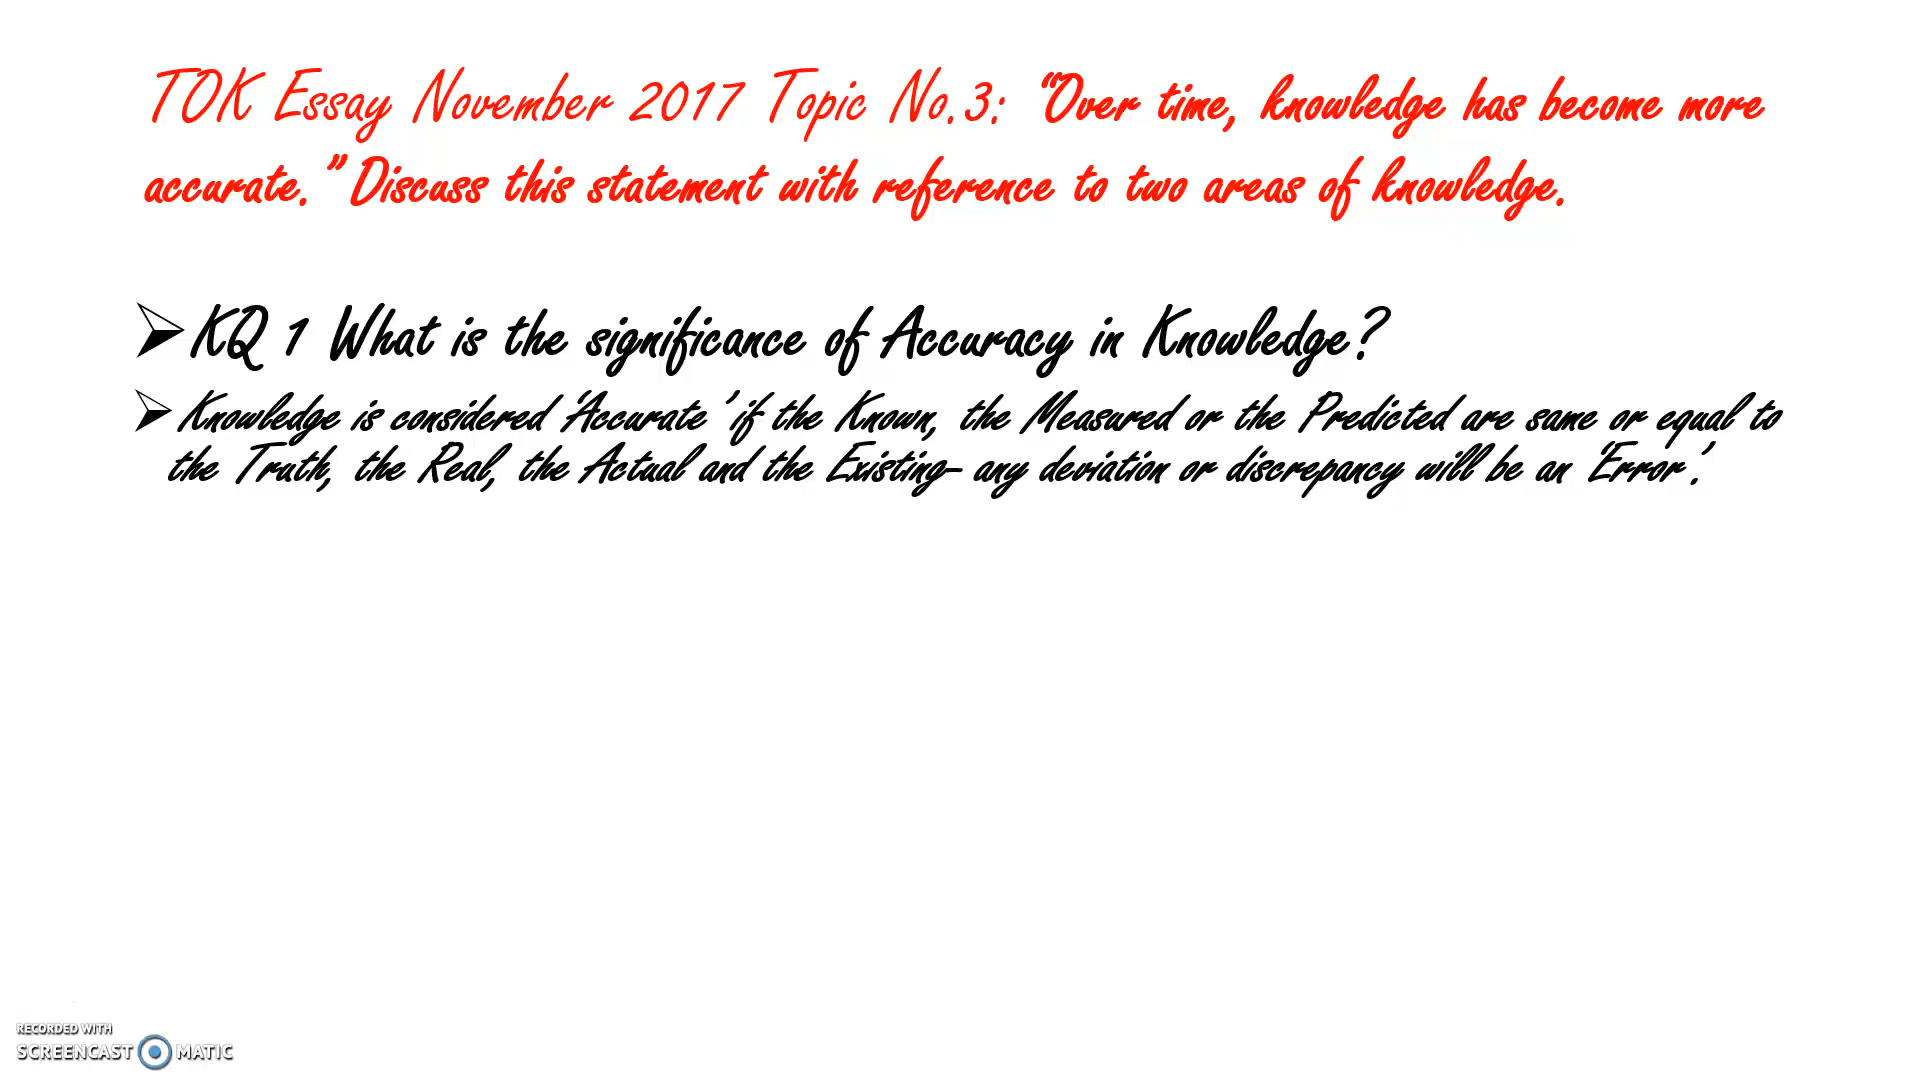 TOK Essay November 2017 Topic No.3: “Over time, knowledge has become more
accurate.” Discuss this statement with reference to two areas of knowledge.
KQ 1 What is the significance of Accuracy in Knowledge?
Knowledge is considered ‘Accurate’ if the Known, the Measured or the Predicted are same or equal to
the Truth, the Real, the Actual and the Existing– any deviation or discrepancy will be an ‘Error’.
RECORDED WITH
SCREENCAST MATIC